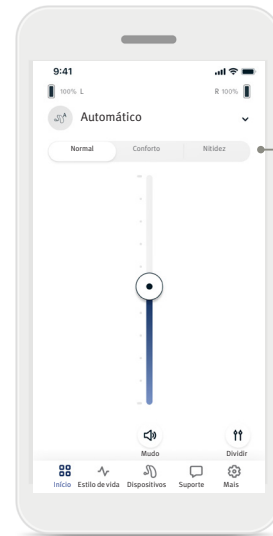 9:41
100% L
R 100%
Automático
Normal Conforto Nitidez
Mudo Dividir
Início Estilo de vida Dispositivos Suporte Mais